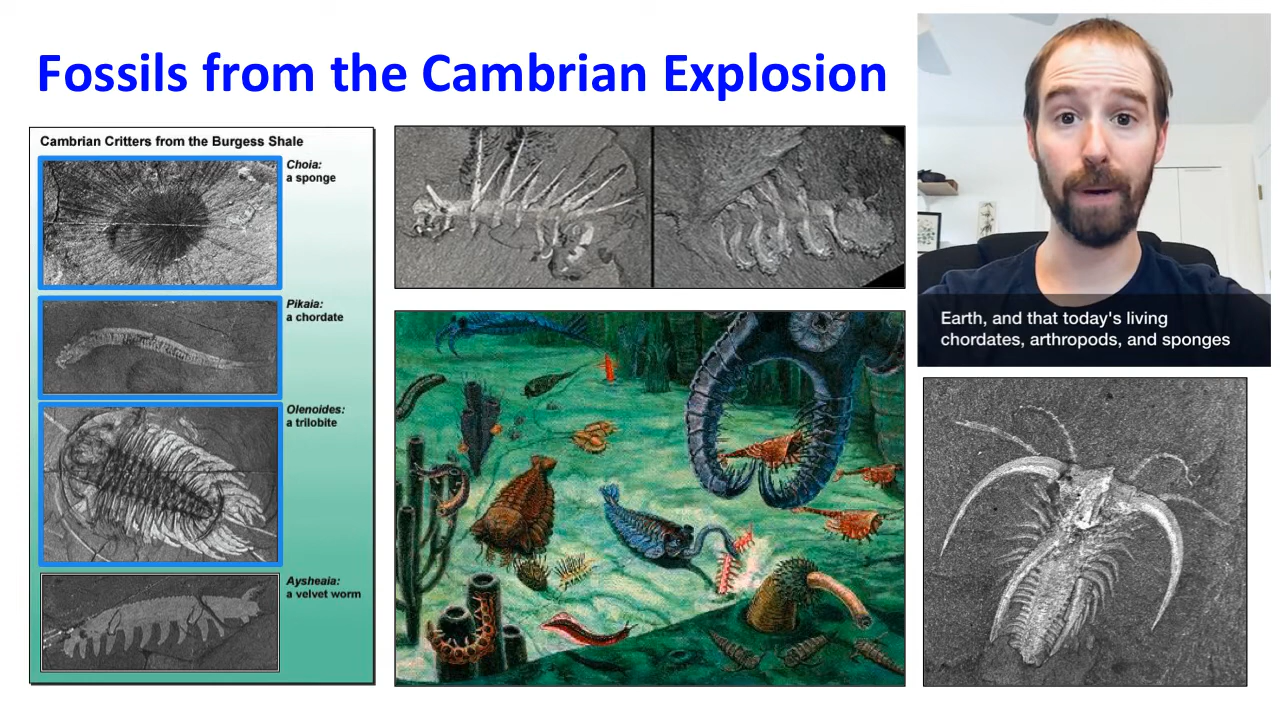 Fossils from the Cambrian Explosion
Cambrian Critters from the Burgess Shale
Choia:
a sponge
Pikaia:
a chordate
Olenoides:
a trilobite
Aysheaia:
a velvet worm
Earth, and that today's living
chordates, arthropods, and sponges